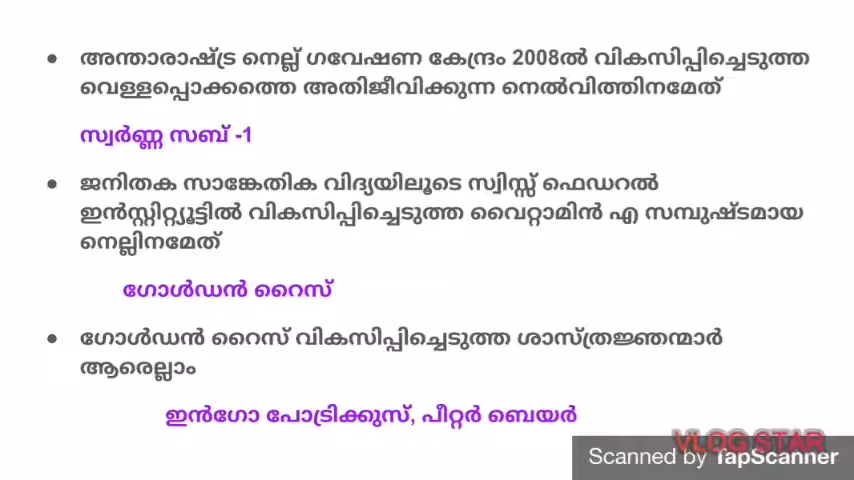 അന്താരാഷ്ട്ര നെല്ല് ഗവേഷണ കേന്ദ്രം 2008ൽ വികസിപ്പിച്ചെടുത്ത
വെള്ളപ്പൊക്കത്തെ അതിജീവിക്കുന്ന നെൽവിത്തിനമേത്
സ്വർണ്ണ സബ് -1
ജനിതക സാങ്കേതിക വിദ്യയിലൂടെ സ്വിസ്സ് ഫെഡറൽ
ഇൻസ്റ്റിറ്റ്യൂട്ടിൽ വികസിപ്പിച്ചെടുത്ത വൈറ്റാമിൻ എ സമ്പുഷ്ടമായ
നെല്ലിനമേത്
ഗോൾഡൻ റൈസ്
ഗോൾഡൻ റൈസ് വികസിപ്പിച്ചെടുത്ത ശാസ്ത്രജ്ഞന്മാർ
ആരെല്ലാം
ഇൻഗോ പോട്രിക്കുസ്, പീറ്റർ ബെയർ
VLOG STAR
Scanned by TapScanner